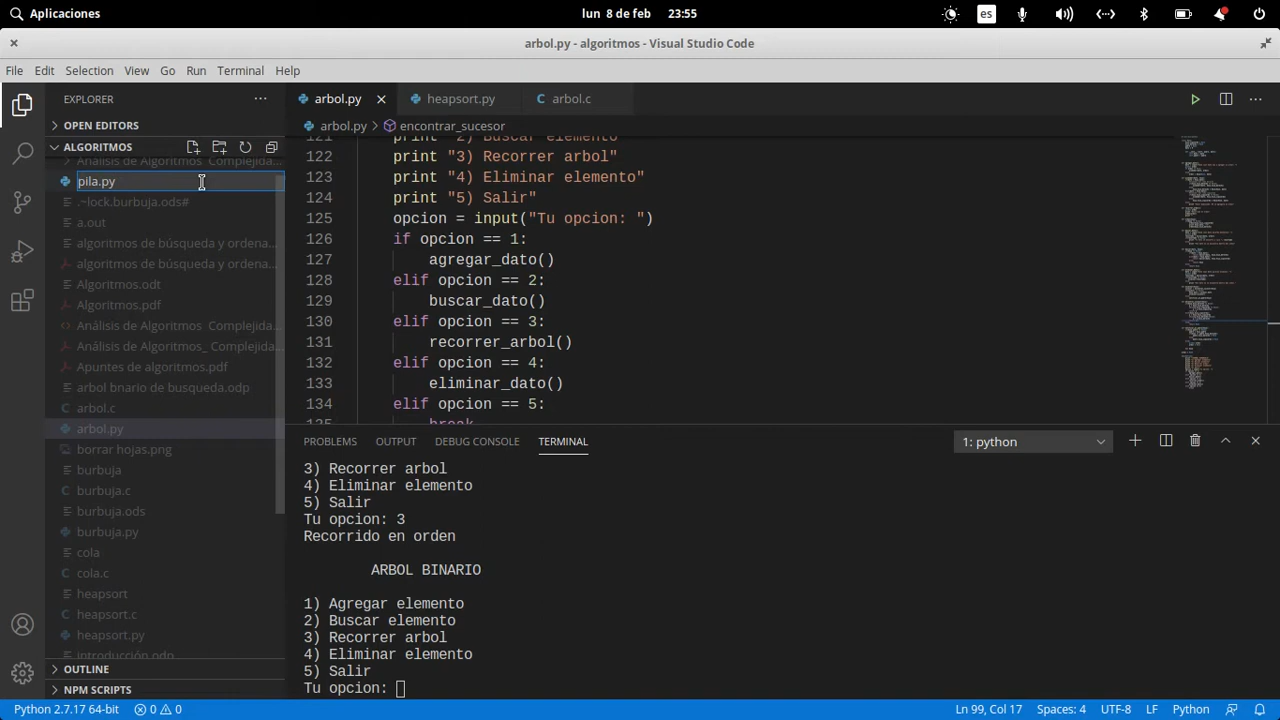 Aplicaciones
lun 8 de feb 23:55
es
arbol.py - algoritmos - Visual Studio Code
File Edit Selection View Go Run Terminal Help
EXPLORER
OPEN EDITORS
ALGORITMOS
Análisis de Algoritmos Complejida...
pila.py
.~lock.burbuja.ods#
a.out
algoritmos de búsqueda y ordena...
algoritmos de búsqueda y ordena...
Algoritmos.odt
Algoritmos.pdf
Análisis de Algoritmos Complejida...
Análisis de Algoritmos_ Complejida...
Apuntes de algoritmos.pdf
arbol bnario de busqueda.odp
arbol.c
arbol.py
borrar hojas.png
burbuja
burbuja.c
burbuja.ods
burbuja.py
cola
cola.c
heapsort
heapsort.c
heapsort.py
introducción.odp
OUTLINE
NPM SCRIPTS
arbol.py heapsort.py arbol.c
arbol.py > encontrar_sucesor
print "2) Buscar elemento"
122 print "3) Recorrer arbol"
123 print "4) Eliminar elemento"
124 print "5) Salir"
125 opcion = input("Tu opcion: ")
126 if opcion == 1:
127 agregar_dato()
128 elif opcion == 2:
129 buscar_dato()
130 elif opcion == 3:
131 recorrer_arbol()
132 elif opcion == 4:
133 eliminar_dato()
134 elif opcion == 5:
135 break
PROBLEMS OUTPUT DEBUG CONSOLE TERMINAL
1: python
3) Recorrer arbol
4) Eliminar elemento
5) Salir
Tu opcion: 3
Recorrido en orden
ARBOL BINARIO
1) Agregar elemento
2) Buscar elemento
3) Recorrer arbol
4) Eliminar elemento
5) Salir
Tu opcion:
Python 2.7.17 64-bit 0 0
Ln 99, Col 17 Spaces: 4 UTF-8 LF Python